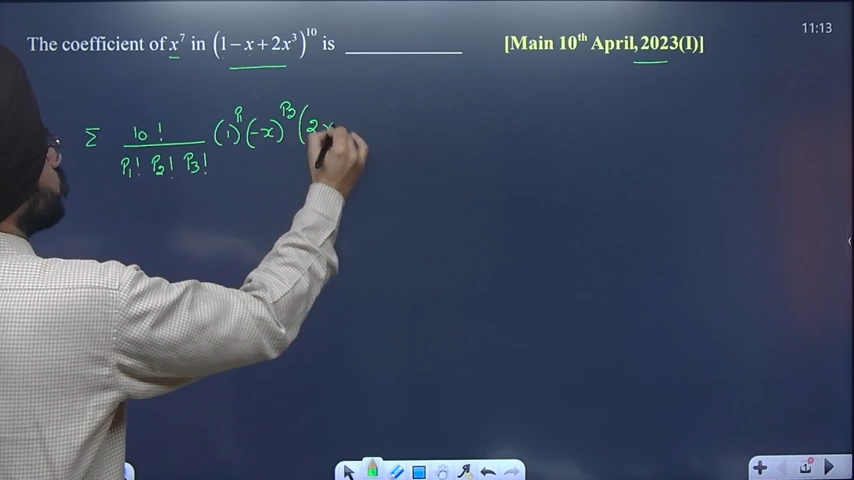 11:13
The coefficient of x⁷ in (1 − x + 2x³)¹⁰ is ____________ [Main 10th April, 2023(I)]
Σ 10! / P₁! P₂! P₃! (1)^P₁ (−x)^P₂ (2x
1